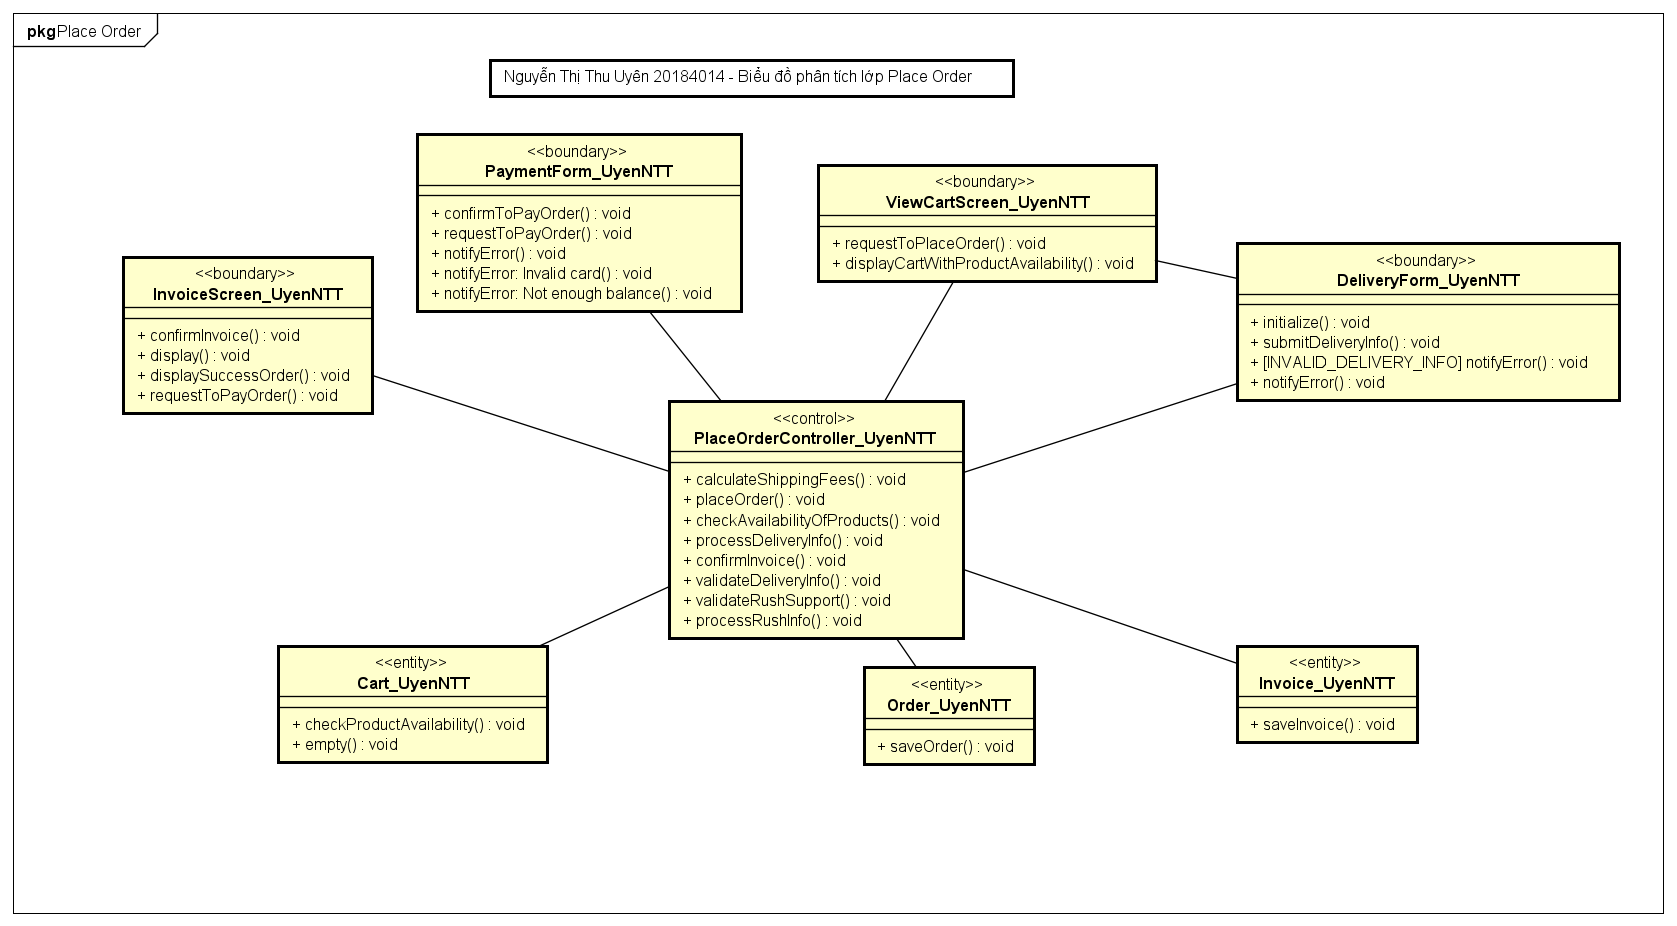 pkg Place Order
Nguyễn Thị Thu Uyên 20184014 - Biểu đồ phân tích lớp Place Order
<<boundary>>
PaymentForm_UyenNTT
+ confirmToPayOrder() : void
+ requestToPayOrder() : void
+ notifyError() : void
+ notifyError: Invalid card() : void
+ notifyError: Not enough balance() : void
<<boundary>>
ViewCartScreen_UyenNTT
+ requestToPlaceOrder() : void
+ displayCartWithProductAvailability() : void
<<boundary>>
DeliveryForm_UyenNTT
+ initialize() : void
+ submitDeliveryInfo() : void
+ [INVALID_DELIVERY_INFO] notifyError() : void
+ notifyError() : void
<<boundary>>
InvoiceScreen_UyenNTT
+ confirmInvoice() : void
+ display() : void
+ displaySuccessOrder() : void
+ requestToPayOrder() : void
<<control>>
PlaceOrderController_UyenNTT
+ calculateShippingFees() : void
+ placeOrder() : void
+ checkAvailabilityOfProducts() : void
+ processDeliveryInfo() : void
+ confirmInvoice() : void
+ validateDeliveryInfo() : void
+ validateRushSupport() : void
+ processRushInfo() : void
<<entity>>
Cart_UyenNTT
+ checkProductAvailability() : void
+ empty() : void
<<entity>>
Order_UyenNTT
+ saveOrder() : void
<<entity>>
Invoice_UyenNTT
+ saveInvoice() : void